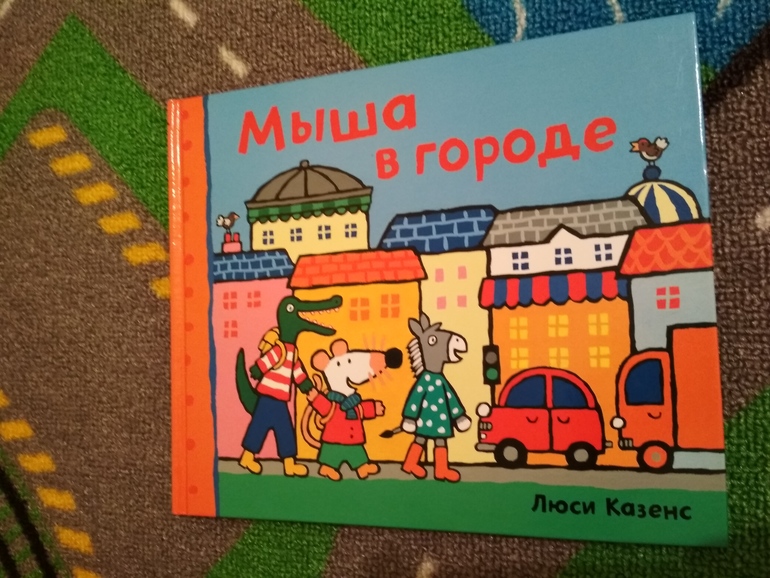 Мыша
в городе
Люси Казенс